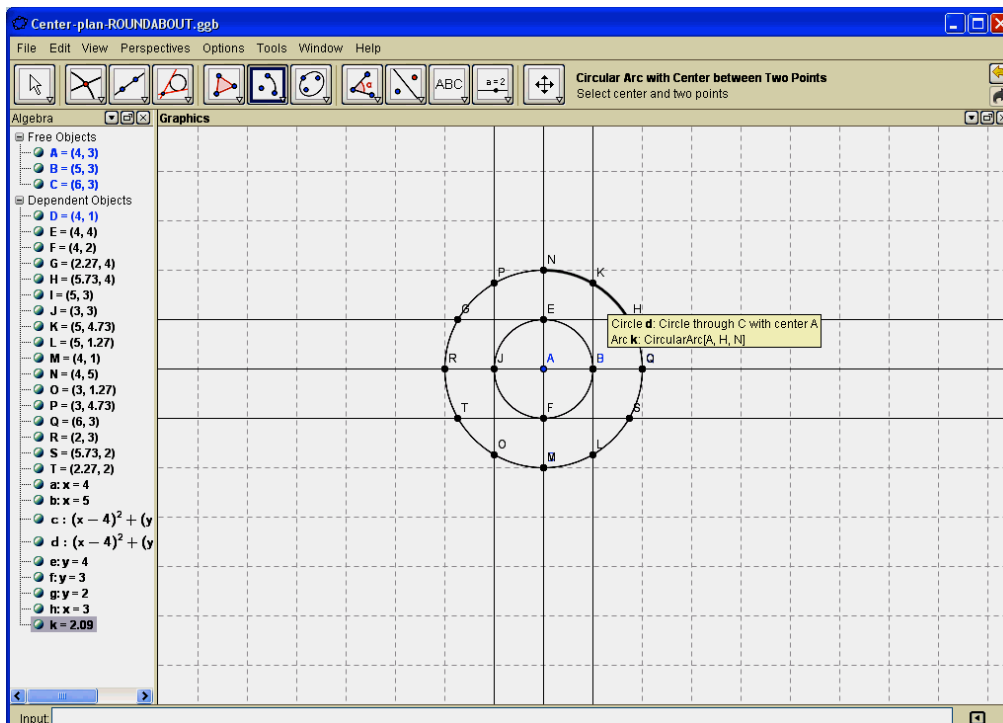 Center-plan-ROUNDABOUT.ggb
File Edit View Perspectives Options Tools Window Help
ABC
a=2
α
Circular Arc with Center between Two Points
Select center and two points
Algebra
Free Objects
A = (4, 3)
B = (5, 3)
C = (6, 3)
Dependent Objects
D = (4, 1)
E = (4, 4)
F = (4, 2)
G = (2.27, 4)
H = (5.73, 4)
I = (5, 3)
J = (3, 3)
K = (5, 4.73)
L = (5, 1.27)
M = (4, 1)
N = (4, 5)
O = (3, 1.27)
P = (3, 4.73)
Q = (6, 3)
R = (2, 3)
S = (5.73, 2)
T = (2.27, 2)
a: x = 4
b: x = 5
c : (x − 4)² + (y
d : (x − 4)² + (y
e: y = 4
f: y = 3
g: y = 2
h: x = 3
k = 2.09
Graphics
N
P K
G E H
Circle d: Circle through C with center A
Arc k: CircularArc[A, H, N]
R J A B Q
T F S
O L
M
Input: